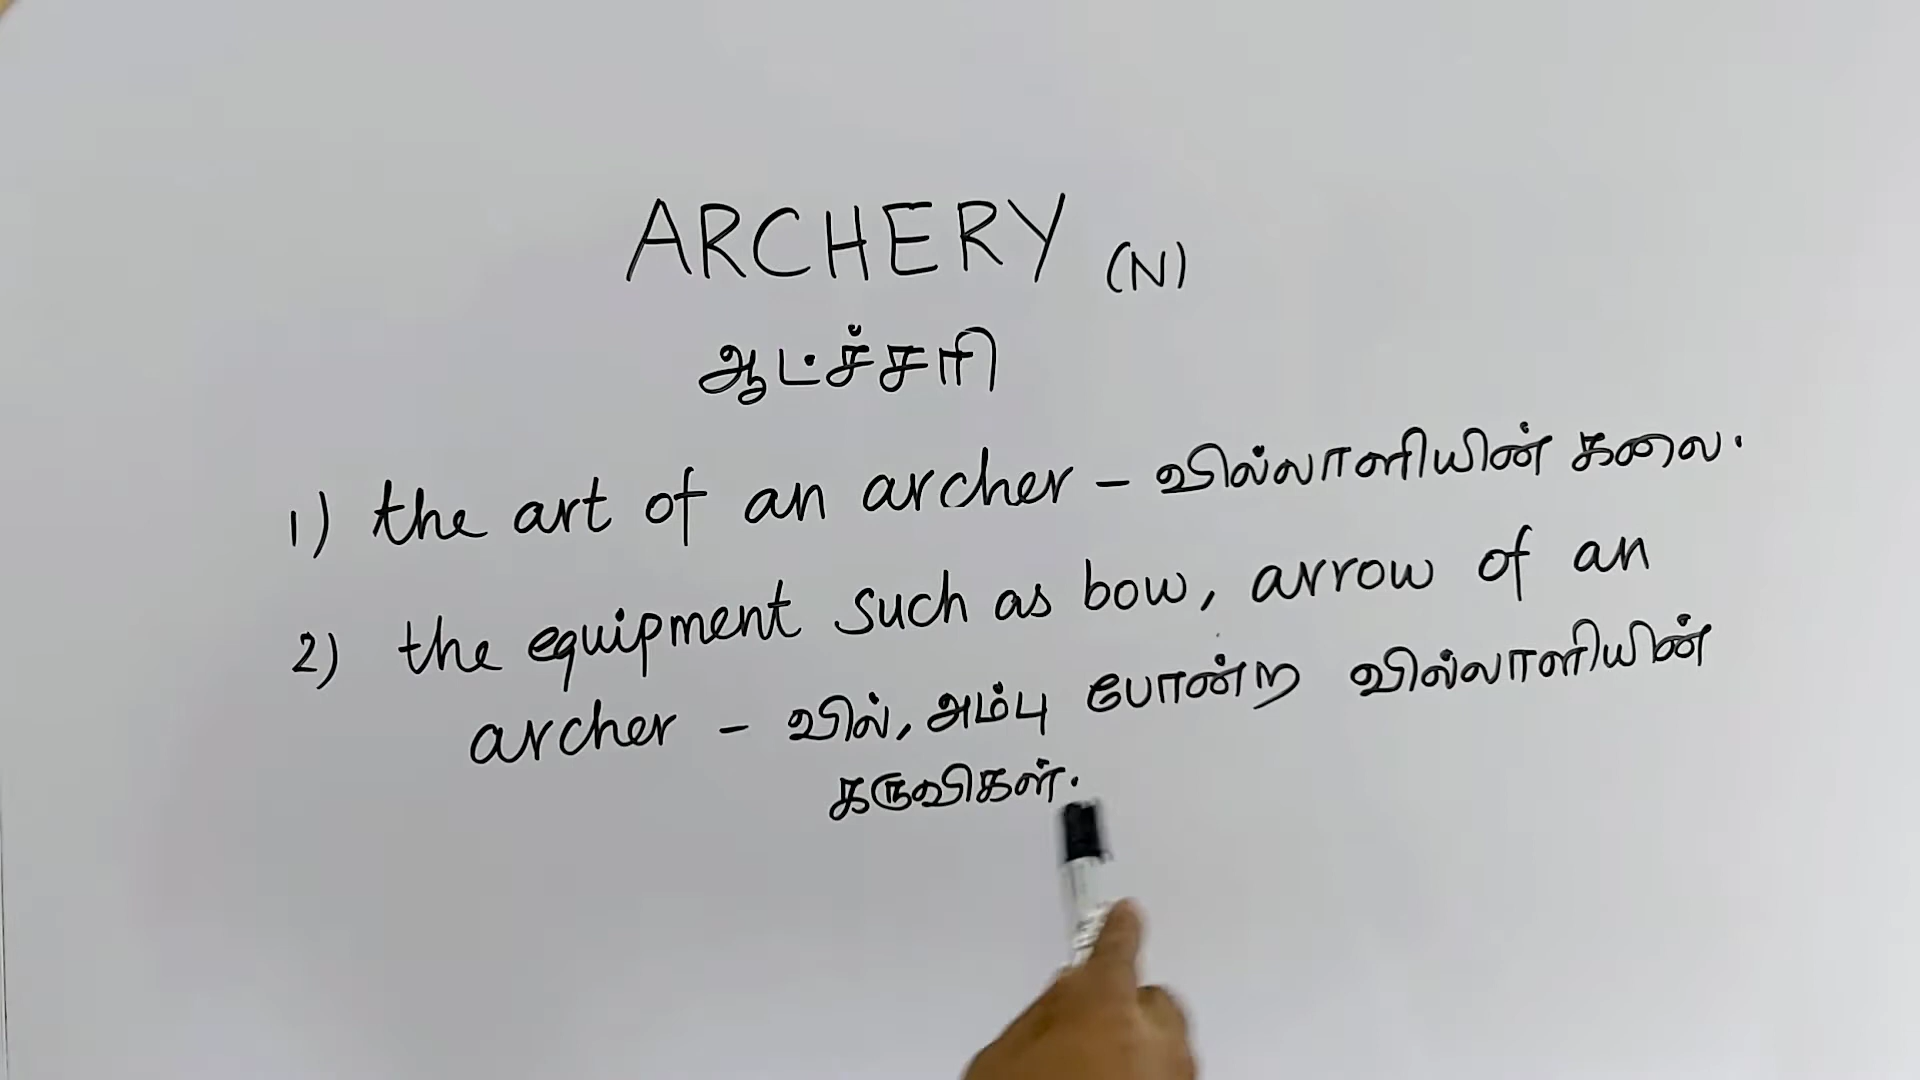 ARCHERY (N)
ஆட்ச்சரி
1) the art of an archer – வில்லாளியின் கலை.
2) the equipment such as bow, arrow of an
archer – வில், அம்பு போன்ற வில்லாளியின்
கருவிகள்.